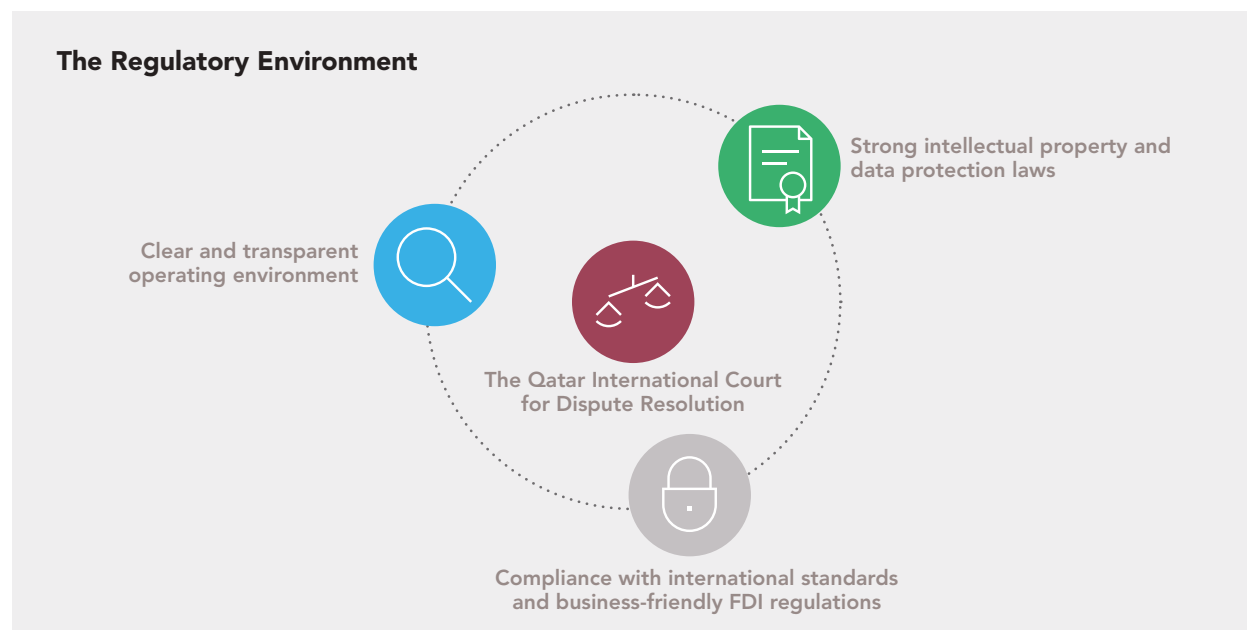 The Regulatory Environment
Strong intellectual property and
data protection laws
Clear and transparent
operating environment
The Qatar International Court
for Dispute Resolution
Compliance with international standards
and business-friendly FDI regulations